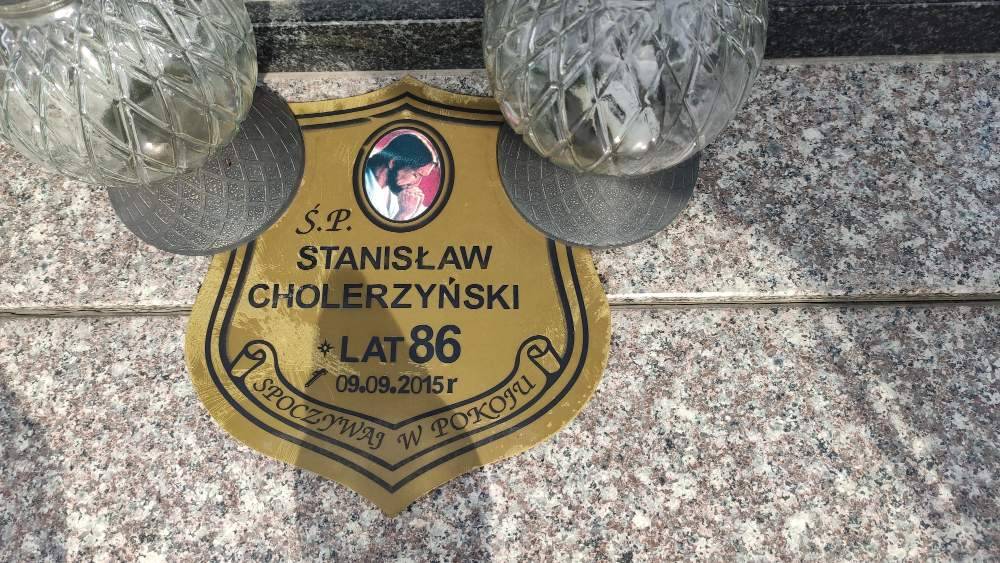 Ś.P.
STANISŁAW
CHOLERZYŃSKI
LAT 86
09.09.2015r
SPOCZYWAJ W POKOJU